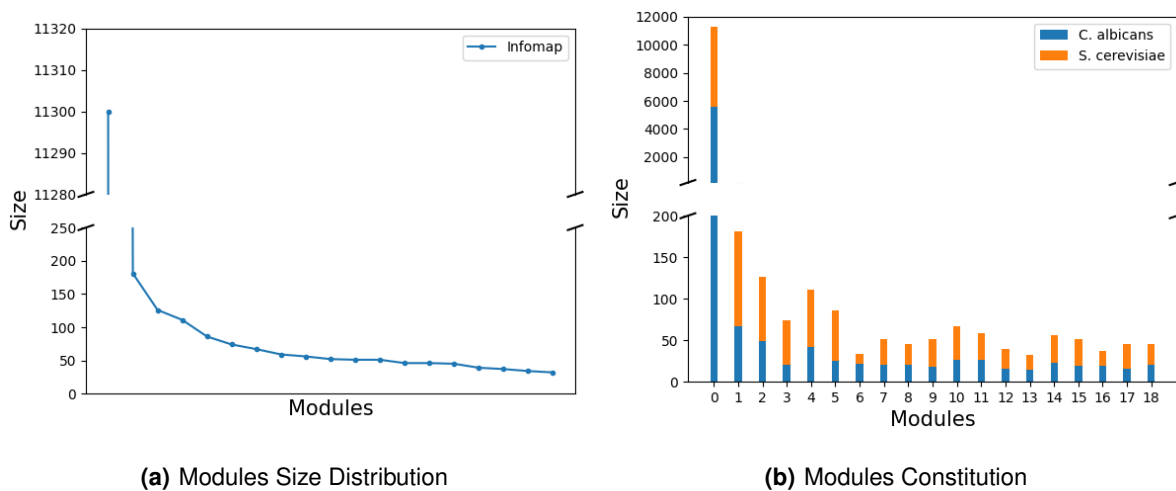 11320
11310
11300
11290
11280
250
200
150
100
50
0
Size
Infomap
Modules
(a) Modules Size Distribution
12000
10000
8000
6000
4000
2000
200
150
100
50
0
Size
C. albicans
S. cerevisiae
0 1 2 3 4 5 6 7 8 9 10 11 12 13 14 15 16 17 18
Modules
(b) Modules Constitution